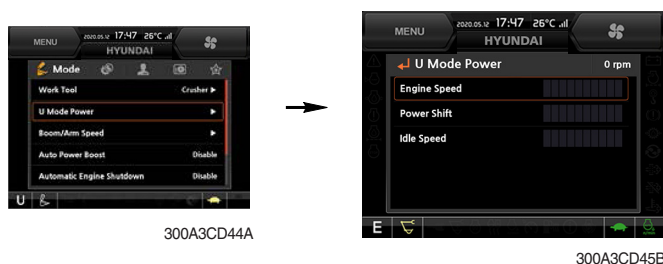 MENU
2020.05.12 17:47 26°C
HYUNDAI
Mode
Work Tool Crusher ►
U Mode Power ►
Boom/Arm Speed ►
Auto Power Boost Disable
Automatic Engine Shutdown Disable
U
300A3CD44A
MENU
2020.05.12 17:47 26°C
HYUNDAI
U Mode Power 0 rpm
Engine Speed
Power Shift
Idle Speed
E
300A3CD45B